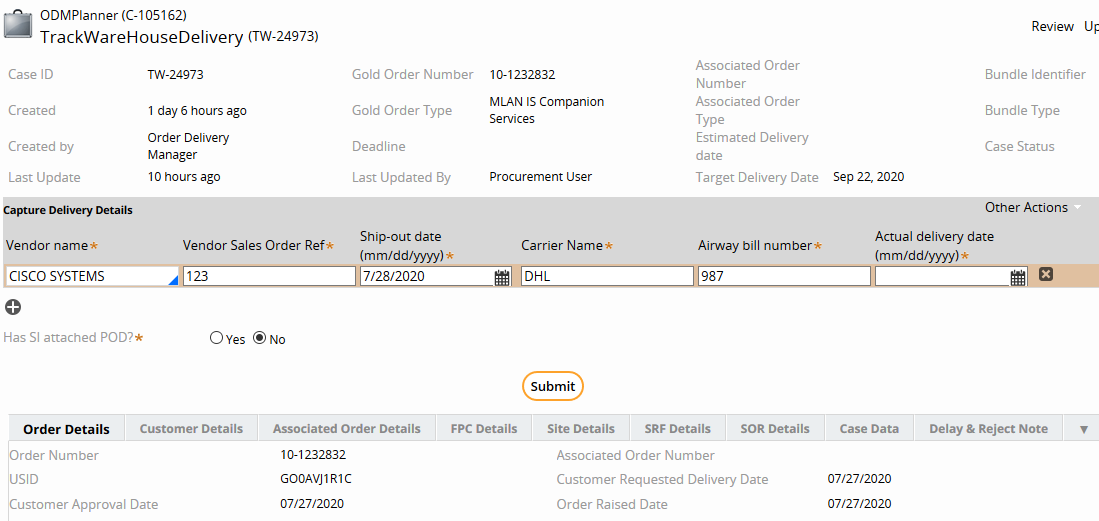 ODMPlanner (C-105162)
TrackWareHouseDelivery (TW-24973)
Review Up
Case ID TW-24973 Gold Order Number 10-1232832 Associated Order Number Bundle Identifier
Created 1 day 6 hours ago Gold Order Type MLAN IS Companion Services Associated Order Type Bundle Type
Created by Order Delivery Manager Deadline Estimated Delivery date Case Status
Last Update 10 hours ago Last Updated By Procurement User Target Delivery Date Sep 22, 2020
Capture Delivery Details Other Actions
Vendor name* Vendor Sales Order Ref* Ship-out date (mm/dd/yyyy)* Carrier Name* Airway bill number* Actual delivery date (mm/dd/yyyy)*
CISCO SYSTEMS 123 7/28/2020 DHL 987
Has SI attached POD?* Yes No
Submit
Order Details Customer Details Associated Order Details FPC Details Site Details SRF Details SOR Details Case Data Delay & Reject Note
Order Number 10-1232832 Associated Order Number
USID GO0AVJ1R1C Customer Requested Delivery Date 07/27/2020
Customer Approval Date 07/27/2020 Order Raised Date 07/27/2020